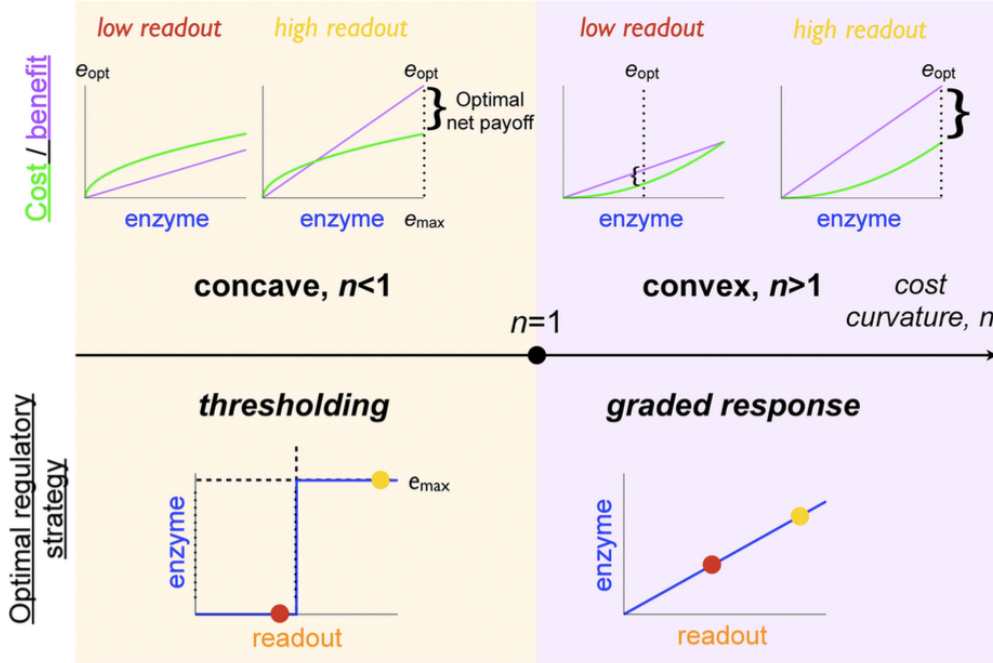 low readout
high readout
low readout
high readout
e_opt
e_opt
e_opt
e_opt
Optimal
net payoff
Cost / benefit
enzyme
enzyme
e_max
enzyme
enzyme
concave, n<1
convex, n>1
cost
curvature, n
n=1
thresholding
graded response
Optimal regulatory
strategy
e_max
enzyme
enzyme
readout
readout